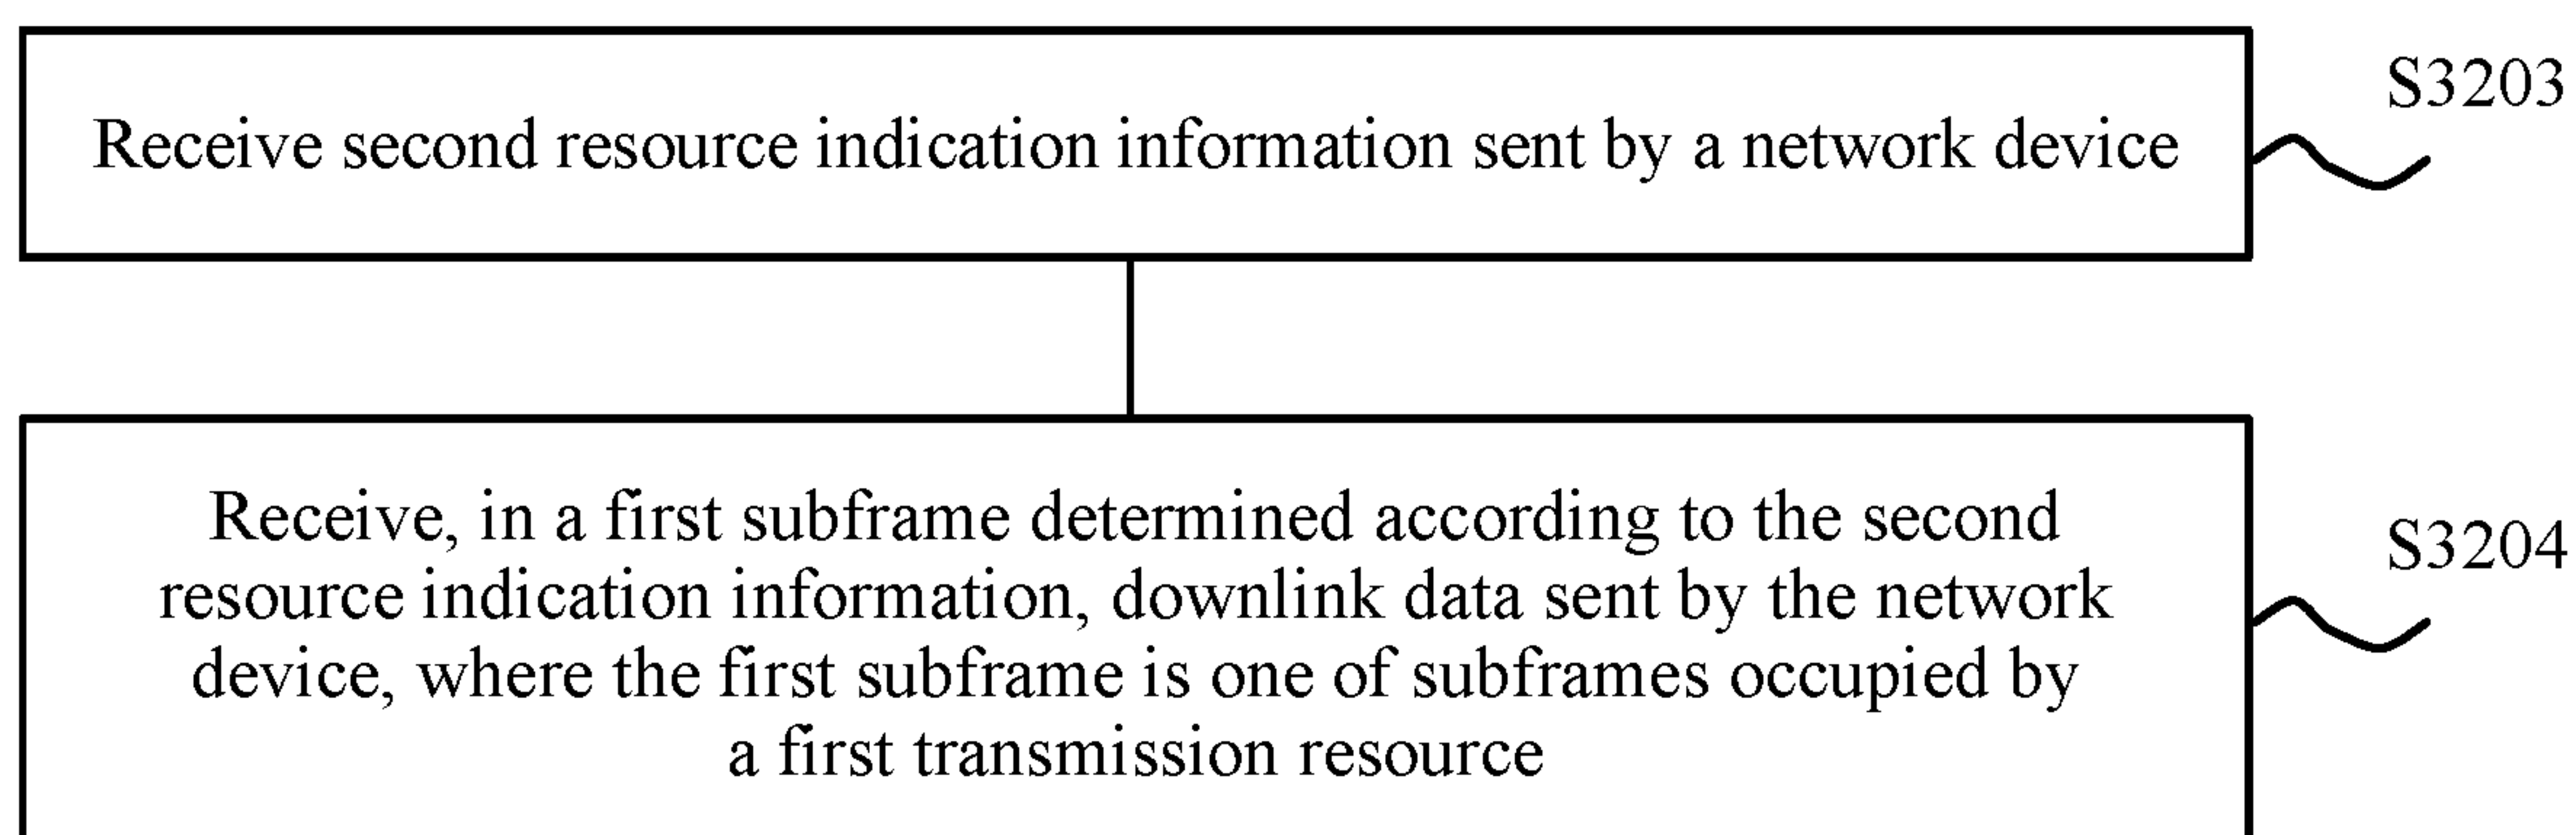 Receive second resource indication information sent by a network device
S3203
Receive, in a first subframe determined according to the second
resource indication information, downlink data sent by the network
device, where the first subframe is one of subframes occupied by
a first transmission resource
S3204